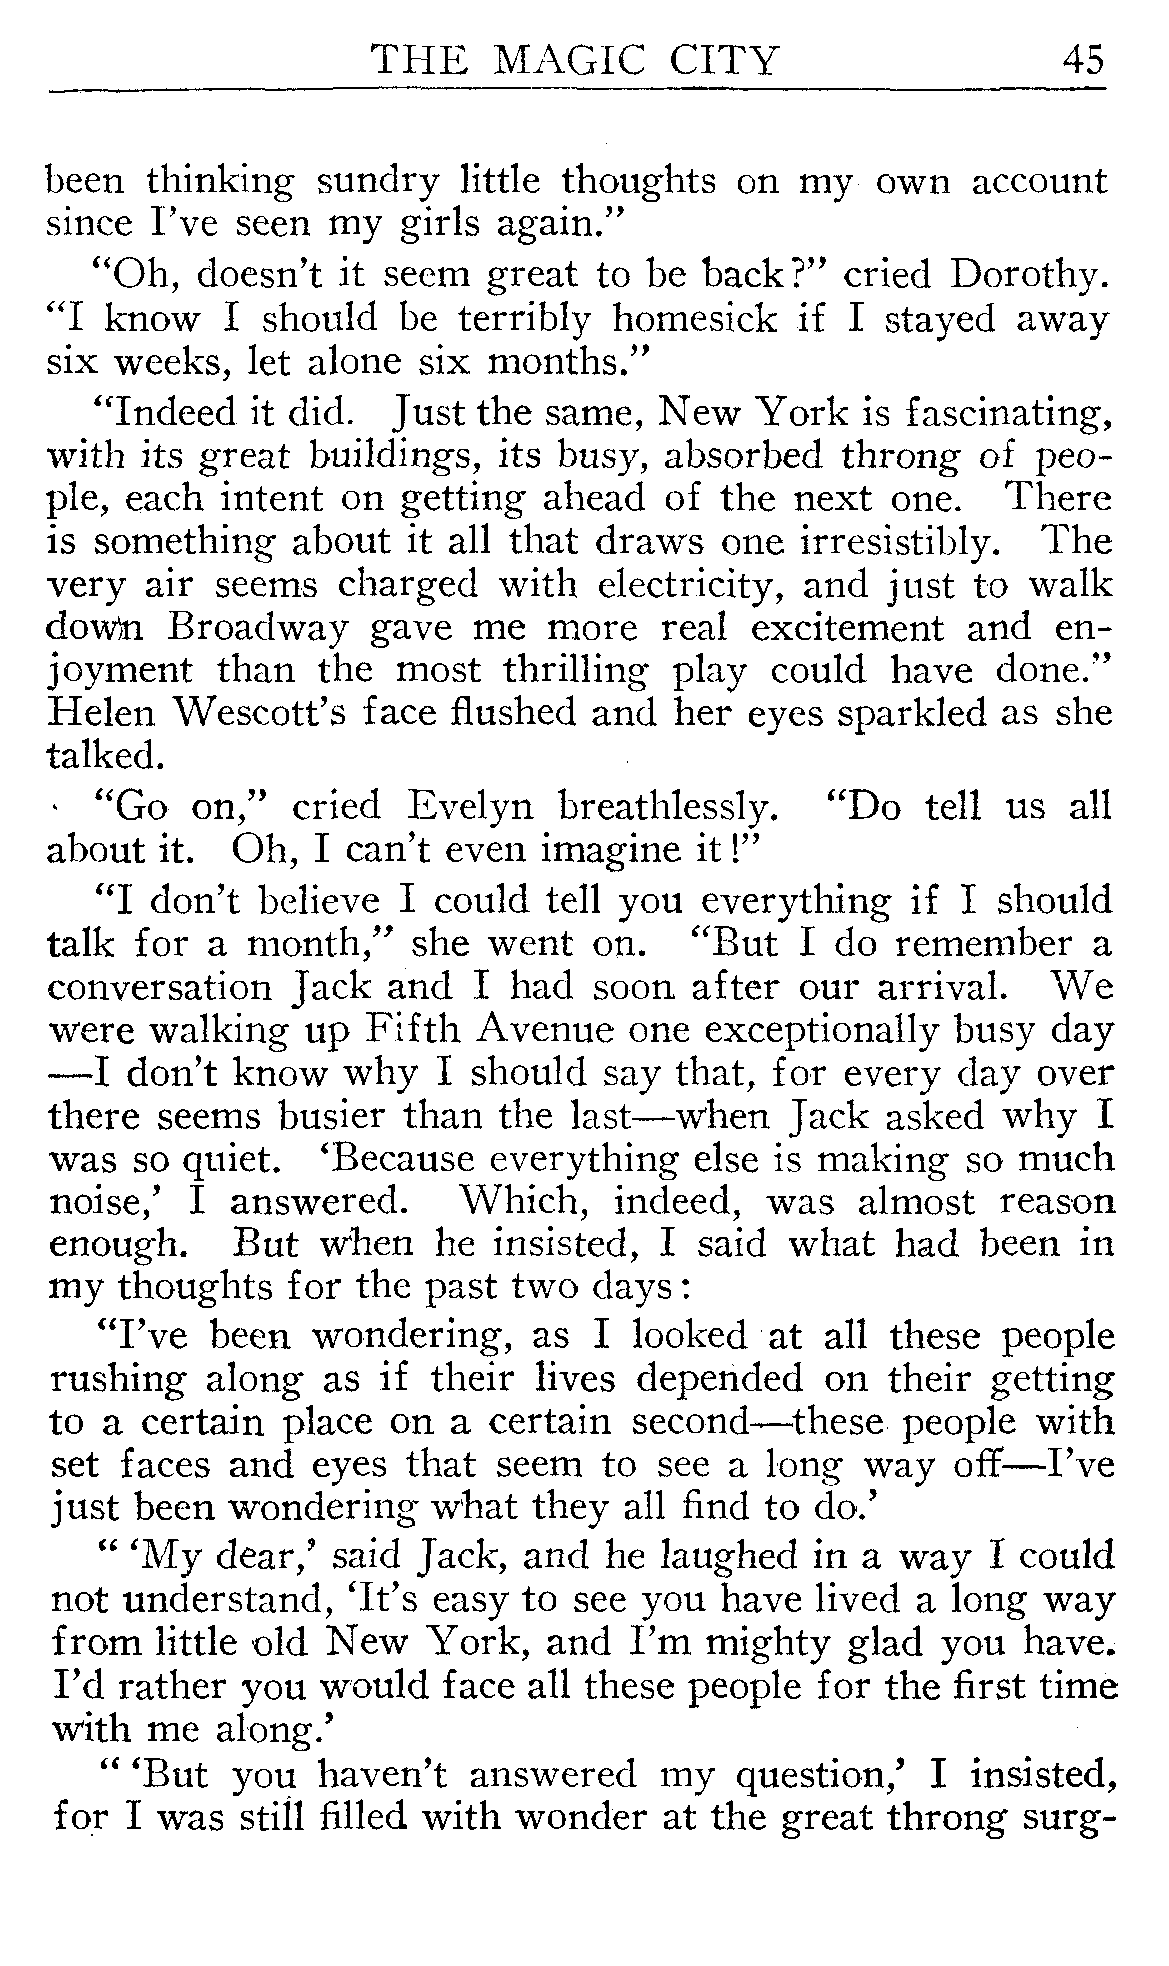 THE MAGIC CITY 45
been thinking sundry little thoughts on my own account
since I've seen my girls again."
"Oh, doesn't it seem great to be back?" cried Dorothy.
"I know I should be terribly homesick if I stayed away
six weeks, let alone six months."
"Indeed it did. Just the same, New York is fascinating,
with its great buildings, its busy, absorbed throng of peo-
ple, each intent on getting ahead of the next one. There
is something about it all that draws one irresistibly. The
very air seems charged with electricity, and just to walk
down Broadway gave me more real excitement and en-
joyment than the most thrilling play could have done."
Helen Wescott's face flushed and her eyes sparkled as she
talked.
"Go on," cried Evelyn breathlessly. "Do tell us all
about it. Oh, I can't even imagine it!"
"I don't believe I could tell you everything if I should
talk for a month," she went on. "But I do remember a
conversation Jack and I had soon after our arrival. We
were walking up Fifth Avenue one exceptionally busy day
—I don't know why I should say that, for every day over
there seems busier than the last—when Jack asked why I
was so quiet. 'Because everything else is making so much
noise,' I answered. Which, indeed, was almost reason
enough. But when he insisted, I said what had been in
my thoughts for the past two days:
"I've been wondering, as I looked at all these people
rushing along as if their lives depended on their getting
to a certain place on a certain second—these people with
set faces and eyes that seem to see a long way off—I've
just been wondering what they all find to do.'
" 'My dear,' said Jack, and he laughed in a way I could
not understand, 'It's easy to see you have lived a long way
from little old New York, and I'm mighty glad you have.
I'd rather you would face all these people for the first time
with me along.'
" 'But you haven't answered my question,' I insisted,
for I was still filled with wonder at the great throng surg-